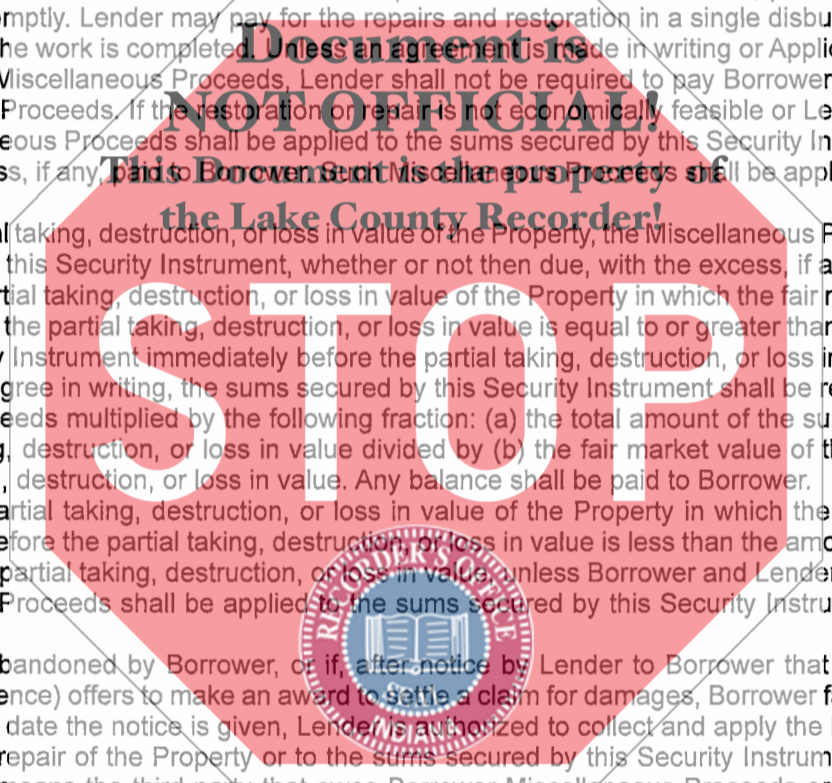 mptly. Lender may pay for the repairs and restoration in a single disbu
he work is completed. Unless an agreement is made in writing or Applic
Miscellaneous Proceeds, Lender shall not be required to pay Borrower
Proceeds. If the restoration or repair is not economically feasible or Le
eous Proceeds shall be applied to the sums secured by this Security In
ss, if any, paid to Borrower. Such Miscellaneous Proceeds shall be appl
Document is
NOT OFFICIAL!
This Document is the property of
the Lake County Recorder!
l taking, destruction, or loss in value of the Property, the Miscellaneous P
this Security Instrument, whether or not then due, with the excess, if a
tial taking, destruction, or loss in value of the Property in which the fair r
the partial taking, destruction, or loss in value is equal to or greater than
Instrument immediately before the partial taking, destruction, or loss in
gree in writing, the sums secured by this Security Instrument shall be re
eeds multiplied by the following fraction: (a) the total amount of the su
g, destruction, or loss in value divided by (b) the fair market value of t
, destruction, or loss in value. Any balance shall be paid to Borrower.
STOP
artial taking, destruction, or loss in value of the Property in which the
efore the partial taking, destruction, or loss in value is less than the amo
partial taking, destruction, or loss in value, unless Borrower and Lender
Proceeds shall be applied to the sums secured by this Security Instru
RECORDER'S OFFICE
SEAL
INDIANA
bandoned by Borrower, or if, after notice by Lender to Borrower that
ence) offers to make an award to settle a claim for damages, Borrower f
date the notice is given, Lender is authorized to collect and apply the
repair of the Property or to the sums secured by this Security Instrum